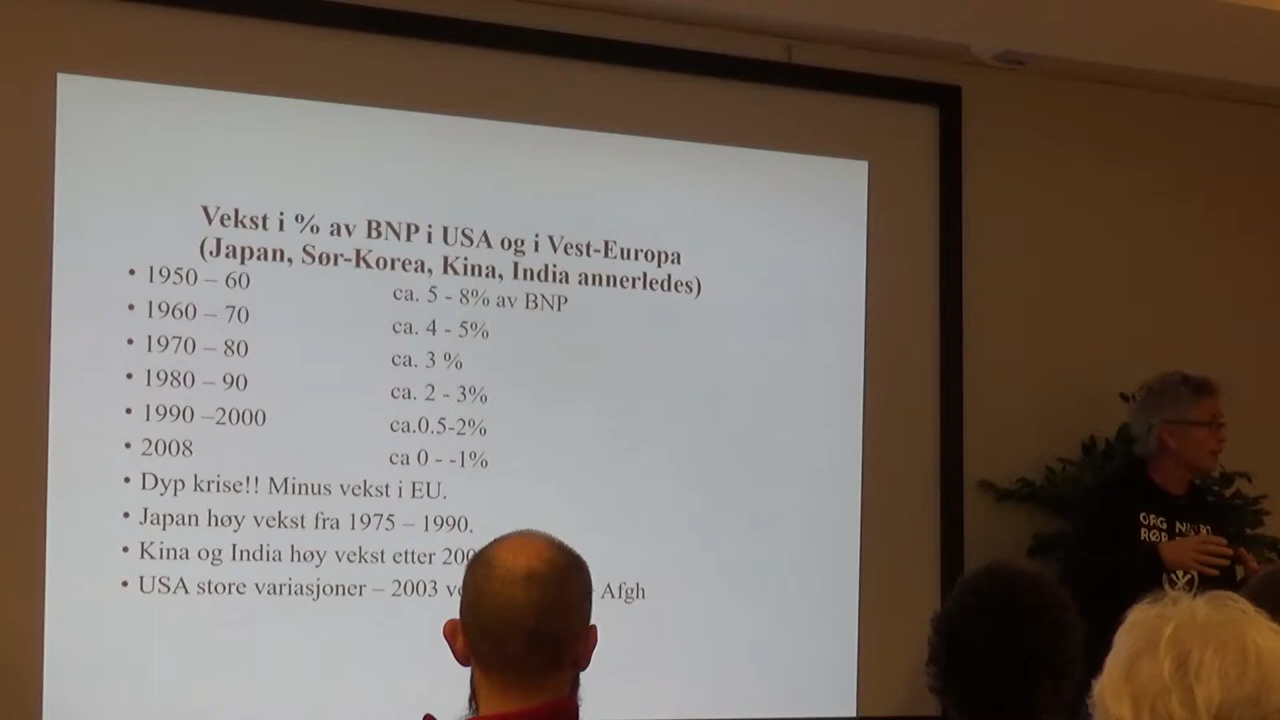 Vekst i % av BNP i USA og i Vest-Europa
(Japan, Sør-Korea, Kina, India annerledes)
• 1950 – 60 ca. 5 - 8% av BNP
• 1960 – 70 ca. 4 - 5%
• 1970 – 80 ca. 3 %
• 1980 – 90 ca. 2 - 3%
• 1990 –2000 ca.0.5-2%
• 2008 ca 0 - -1%
• Dyp krise!! Minus vekst i EU.
• Japan høy vekst fra 1975 – 1990.
• Kina og India høy vekst etter
• USA store variasjoner – 2003 Afgh